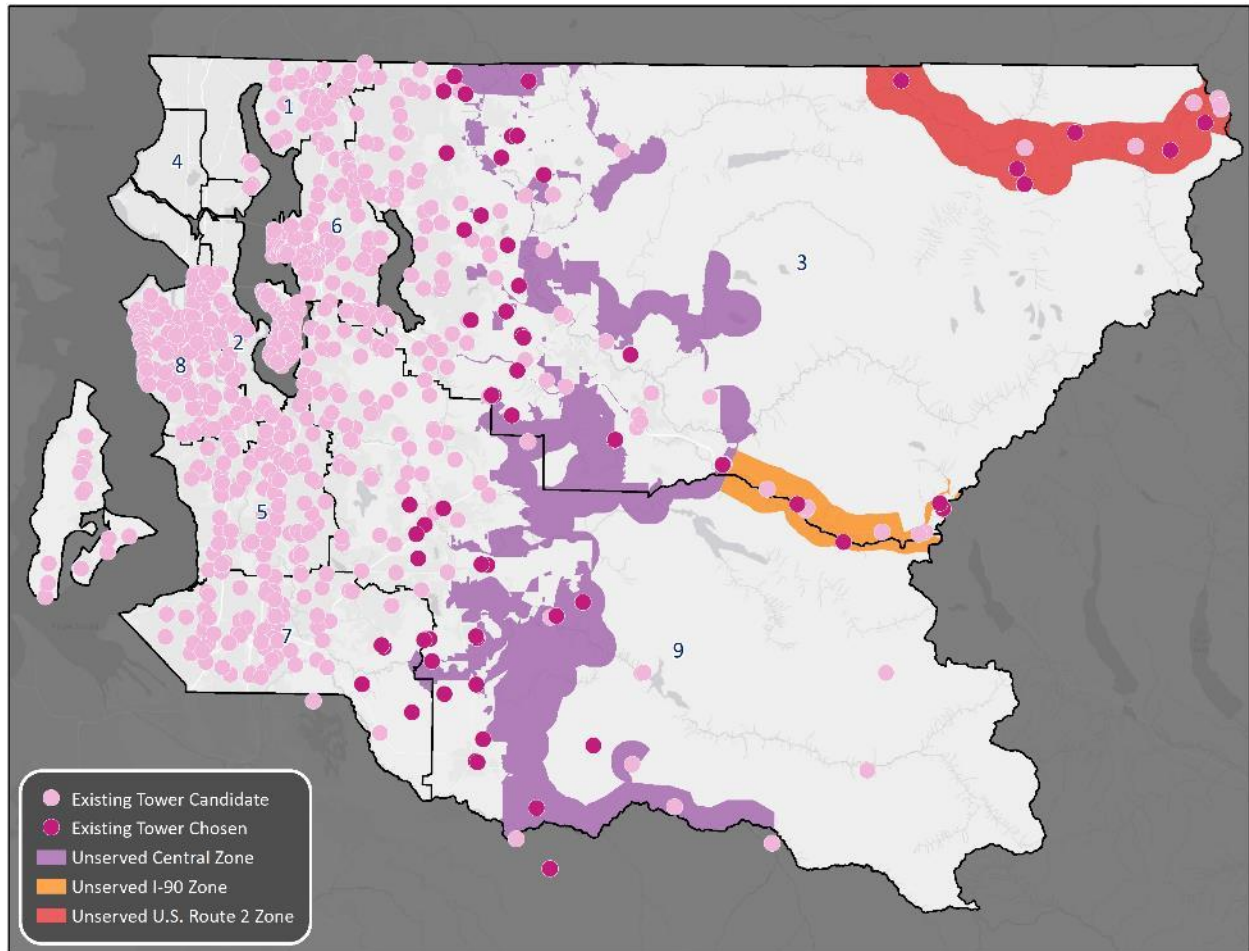 1
4
6
3
2
8
5
7
9
Existing Tower Candidate
Existing Tower Chosen
Unserved Central Zone
Unserved I-90 Zone
Unserved U.S. Route 2 Zone